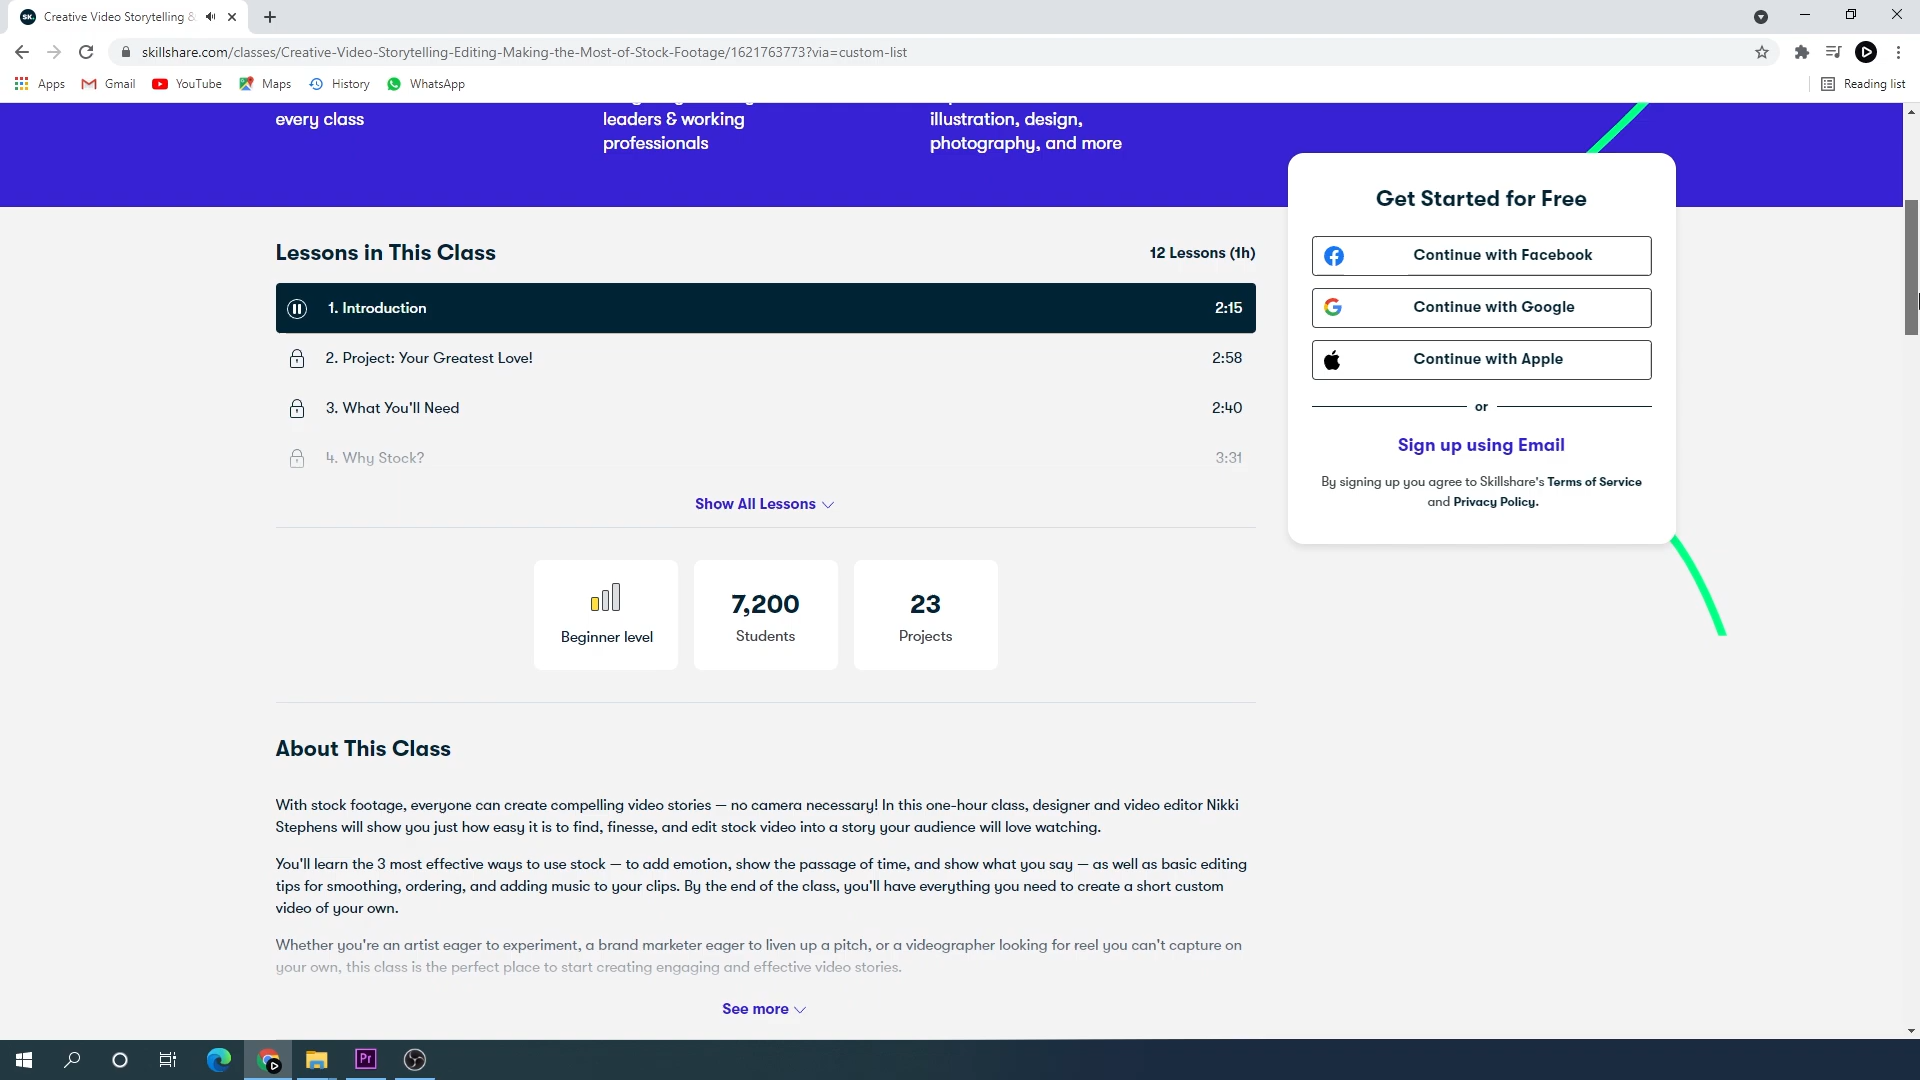 Creative Video Storytelling &
skillshare.com/classes/Creative-Video-Storytelling-Editing-Making-the-Most-of-Stock-Footage/1621763773?via=custom-list
Apps Gmail YouTube Maps History WhatsApp Reading list
every class
leaders & working
professionals
illustration, design,
photography, and more
Get Started for Free
Continue with Facebook
Continue with Google
Continue with Apple
or
Sign up using Email
By signing up you agree to Skillshare's Terms of Service
and Privacy Policy.
Lessons in This Class 12 Lessons (1h)
1. Introduction 2:15
2. Project: Your Greatest Love! 2:58
3. What You'll Need 2:40
4. Why Stock? 3:31
Show All Lessons
Beginner level
7,200
Students
23
Projects
About This Class
With stock footage, everyone can create compelling video stories — no camera necessary! In this one-hour class, designer and video editor Nikki
Stephens will show you just how easy it is to find, finesse, and edit stock video into a story your audience will love watching.
You'll learn the 3 most effective ways to use stock — to add emotion, show the passage of time, and show what you say — as well as basic editing
tips for smoothing, ordering, and adding music to your clips. By the end of the class, you'll have everything you need to create a short custom
video of your own.
Whether you're an artist eager to experiment, a brand marketer eager to liven up a pitch, or a videographer looking for reel you can't capture on
your own, this class is the perfect place to start creating engaging and effective video stories.
See more
Pr